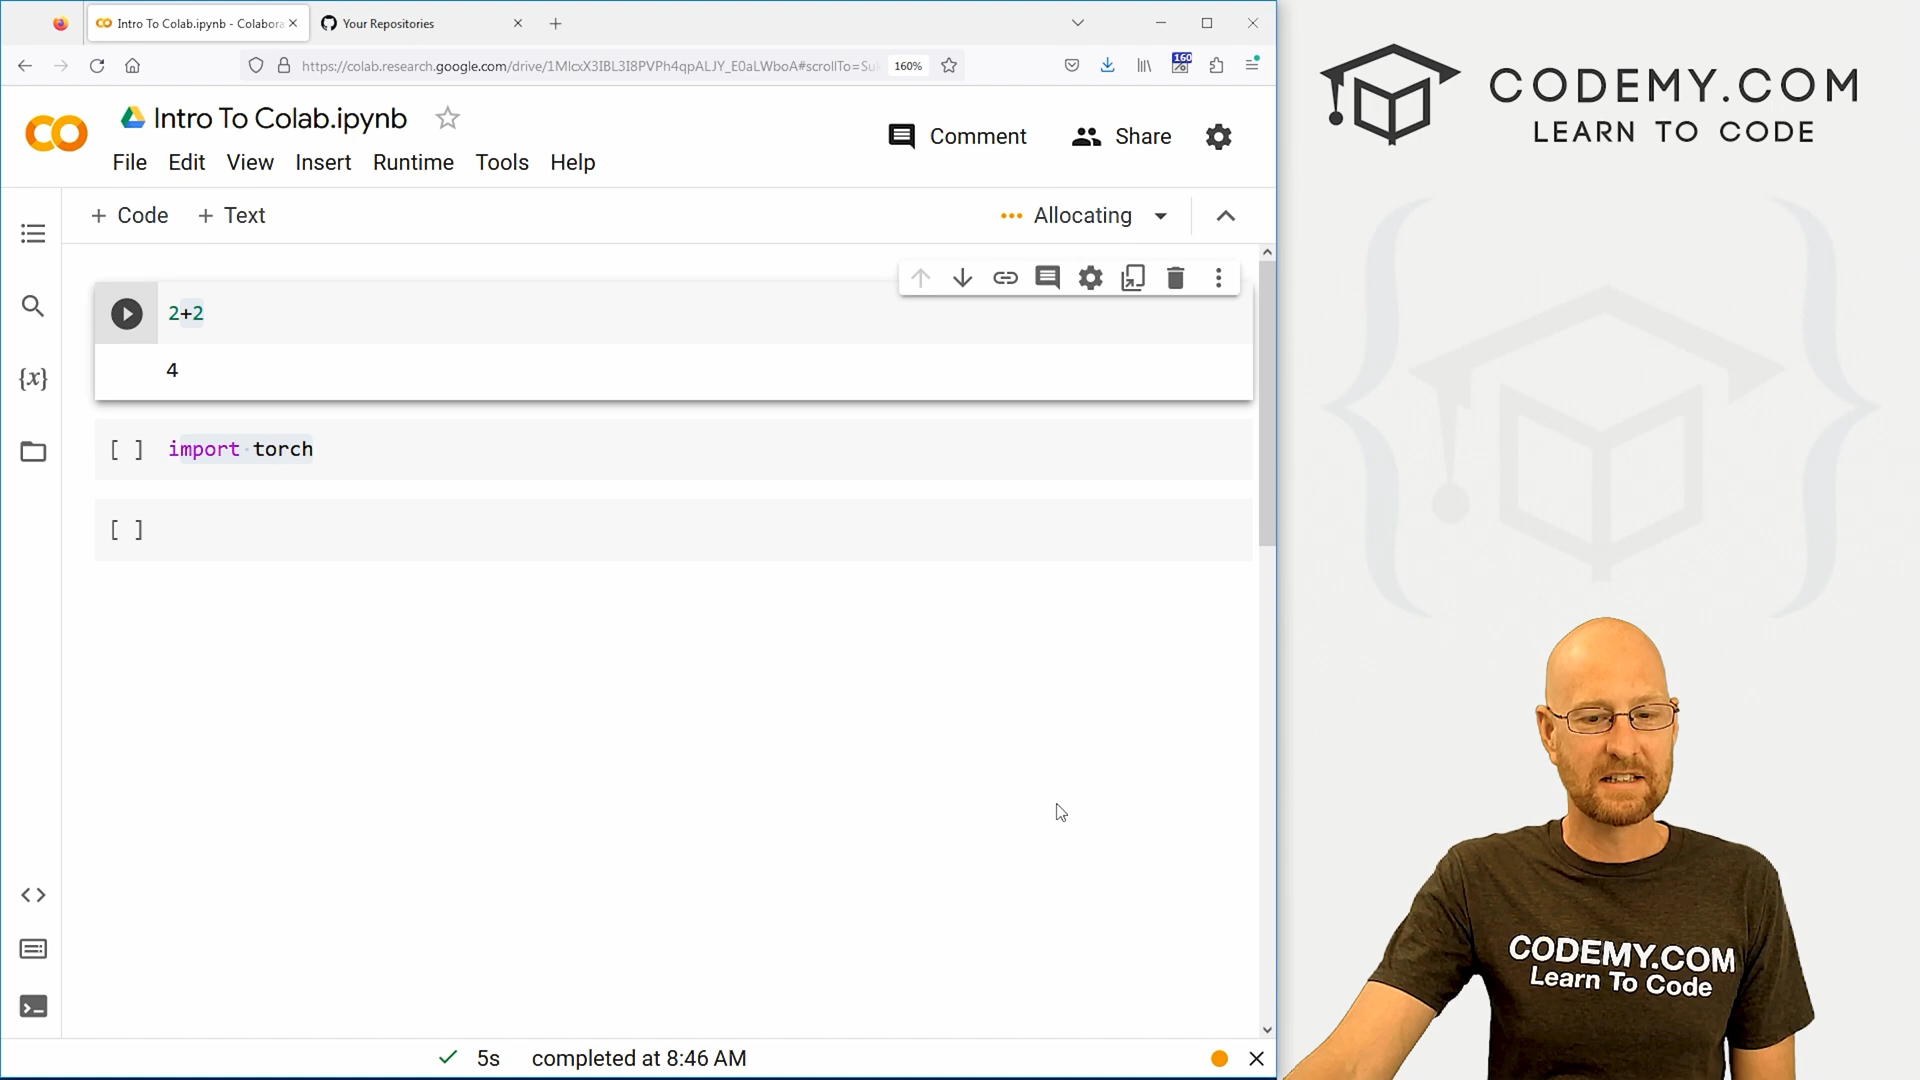 Intro To Colab.ipynb - Colabora
Your Repositories
https://colab.research.google.com/drive/1MlcxX3IBL3I8PVPh4qpALJY_E0aLWboA#scrollTo=Su
160%
160
Intro To Colab.ipynb
Comment
Share
File Edit View Insert Runtime Tools Help
+ Code + Text
Allocating
2+2
4
[ ] import torch
[ ]
5s completed at 8:46 AM
CODEMY.COM
LEARN TO CODE
CODEMY.COM
Learn To Code